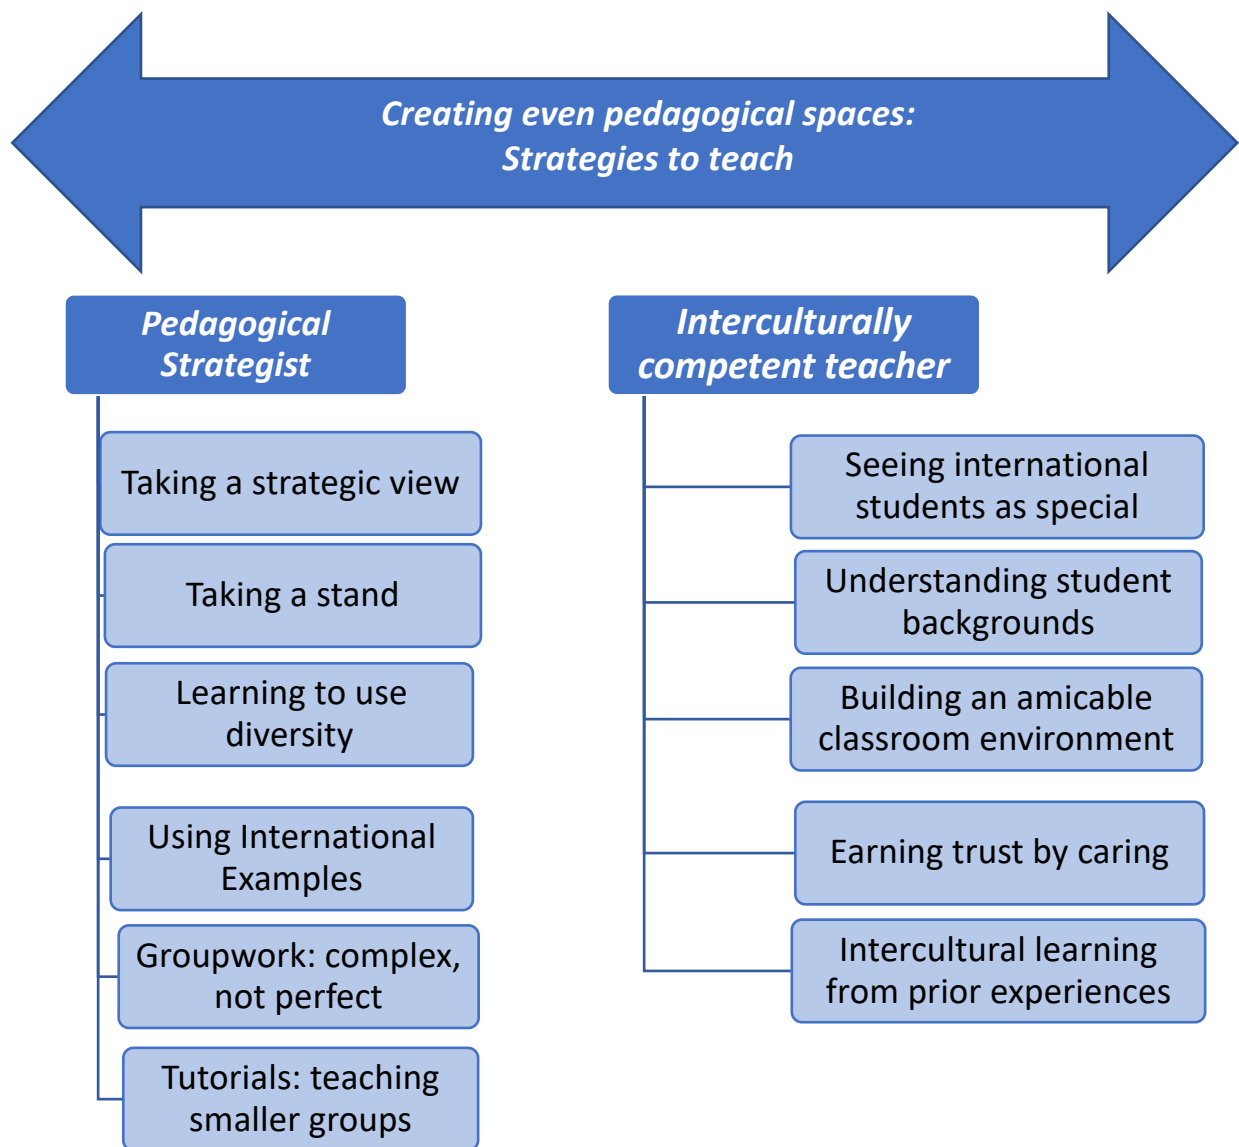 Creating even pedagogical spaces:
Strategies to teach
Pedagogical
Strategist
Taking a strategic view
Taking a stand
Learning to use
diversity
Using International
Examples
Groupwork: complex,
not perfect
Tutorials: teaching
smaller groups
Interculturally
competent teacher
Seeing international
students as special
Understanding student
backgrounds
Building an amicable
classroom environment
Earning trust by caring
Intercultural learning
from prior experiences